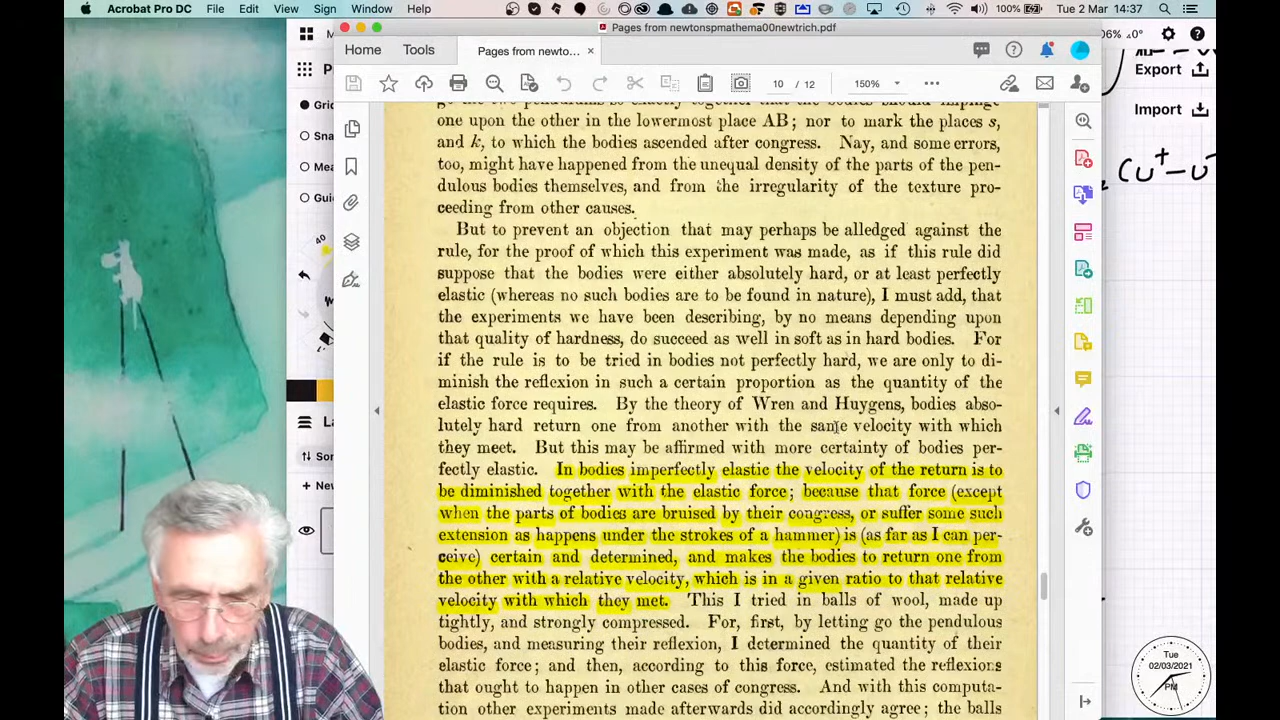 Acrobat Pro DC File Edit View Sign Window Help 100% Tue 2 Mar 14:37
Pages from newtonspmathema00newtrich.pdf
Home Tools Pages from newto... ×
10 / 12 150%
one upon the other in the lowermost place AB; nor to mark the places s,
and k, to which the bodies ascended after congress. Nay, and some errors,
too, might have happened from the unequal density of the parts of the pen-
dulous bodies themselves, and from the irregularity of the texture pro-
ceeding from other causes.
But to prevent an objection that may perhaps be alledged against the
rule, for the proof of which this experiment was made, as if this rule did
suppose that the bodies were either absolutely hard, or at least perfectly
elastic (whereas no such bodies are to be found in nature), I must add, that
the experiments we have been describing, by no means depending upon
that quality of hardness, do succeed as well in soft as in hard bodies. For
if the rule is to be tried in bodies not perfectly hard, we are only to di-
minish the reflexion in such a certain proportion as the quantity of the
elastic force requires. By the theory of Wren and Huygens, bodies abso-
lutely hard return one from another with the same velocity with which
they meet. But this may be affirmed with more certainty of bodies per-
fectly elastic. In bodies imperfectly elastic the velocity of the return is to
be diminished together with the elastic force; because that force (except
when the parts of bodies are bruised by their congress, or suffer some such
extension as happens under the strokes of a hammer) is (as far as I can per-
ceive) certain and determined, and makes the bodies to return one from
the other with a relative velocity, which is in a given ratio to that relative
velocity with which they met. This I tried in balls of wool, made up
tightly, and strongly compressed. For, first, by letting go the pendulous
bodies, and measuring their reflexion, I determined the quantity of their
elastic force; and then, according to this force, estimated the reflexions
that ought to happen in other cases of congress. And with this computa-
tion other experiments made afterwards did accordingly agree; the balls
Export
Import
40
Tue
02/03/2021
PM